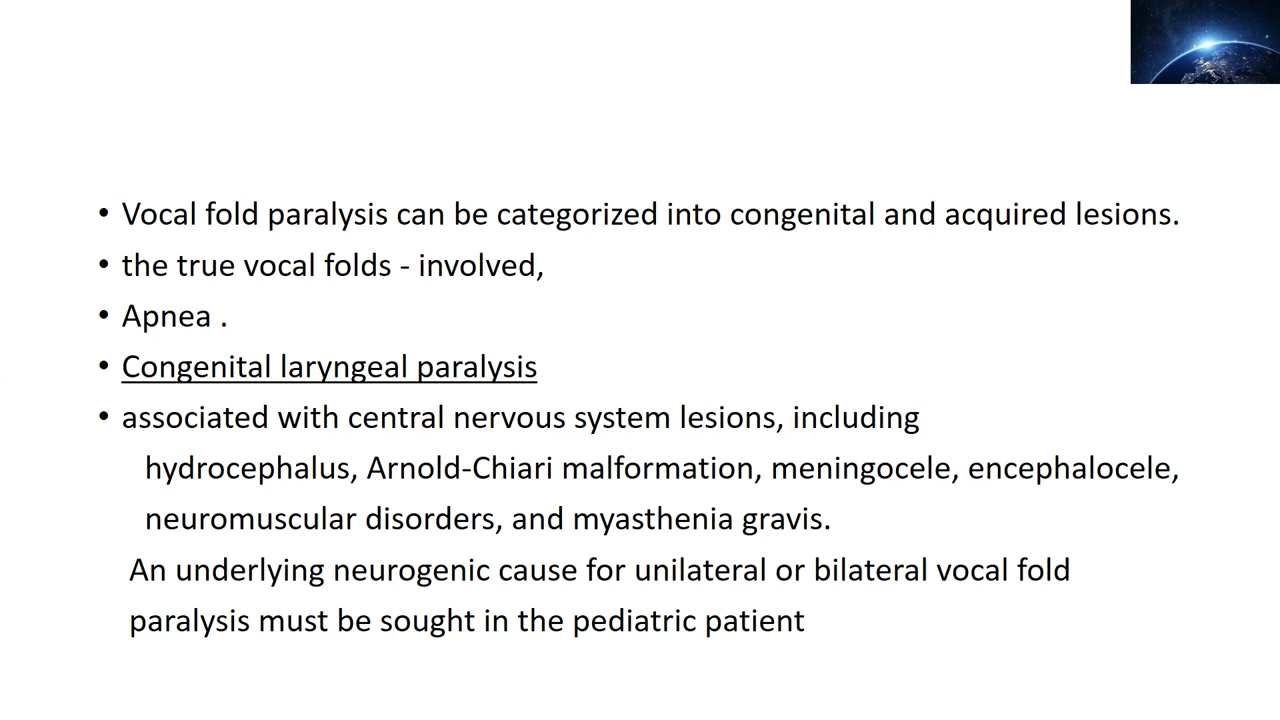 • Vocal fold paralysis can be categorized into congenital and acquired lesions.
• the true vocal folds - involved,
• Apnea .
• Congenital laryngeal paralysis
• associated with central nervous system lesions, including
hydrocephalus, Arnold-Chiari malformation, meningocele, encephalocele,
neuromuscular disorders, and myasthenia gravis.
An underlying neurogenic cause for unilateral or bilateral vocal fold
paralysis must be sought in the pediatric patient